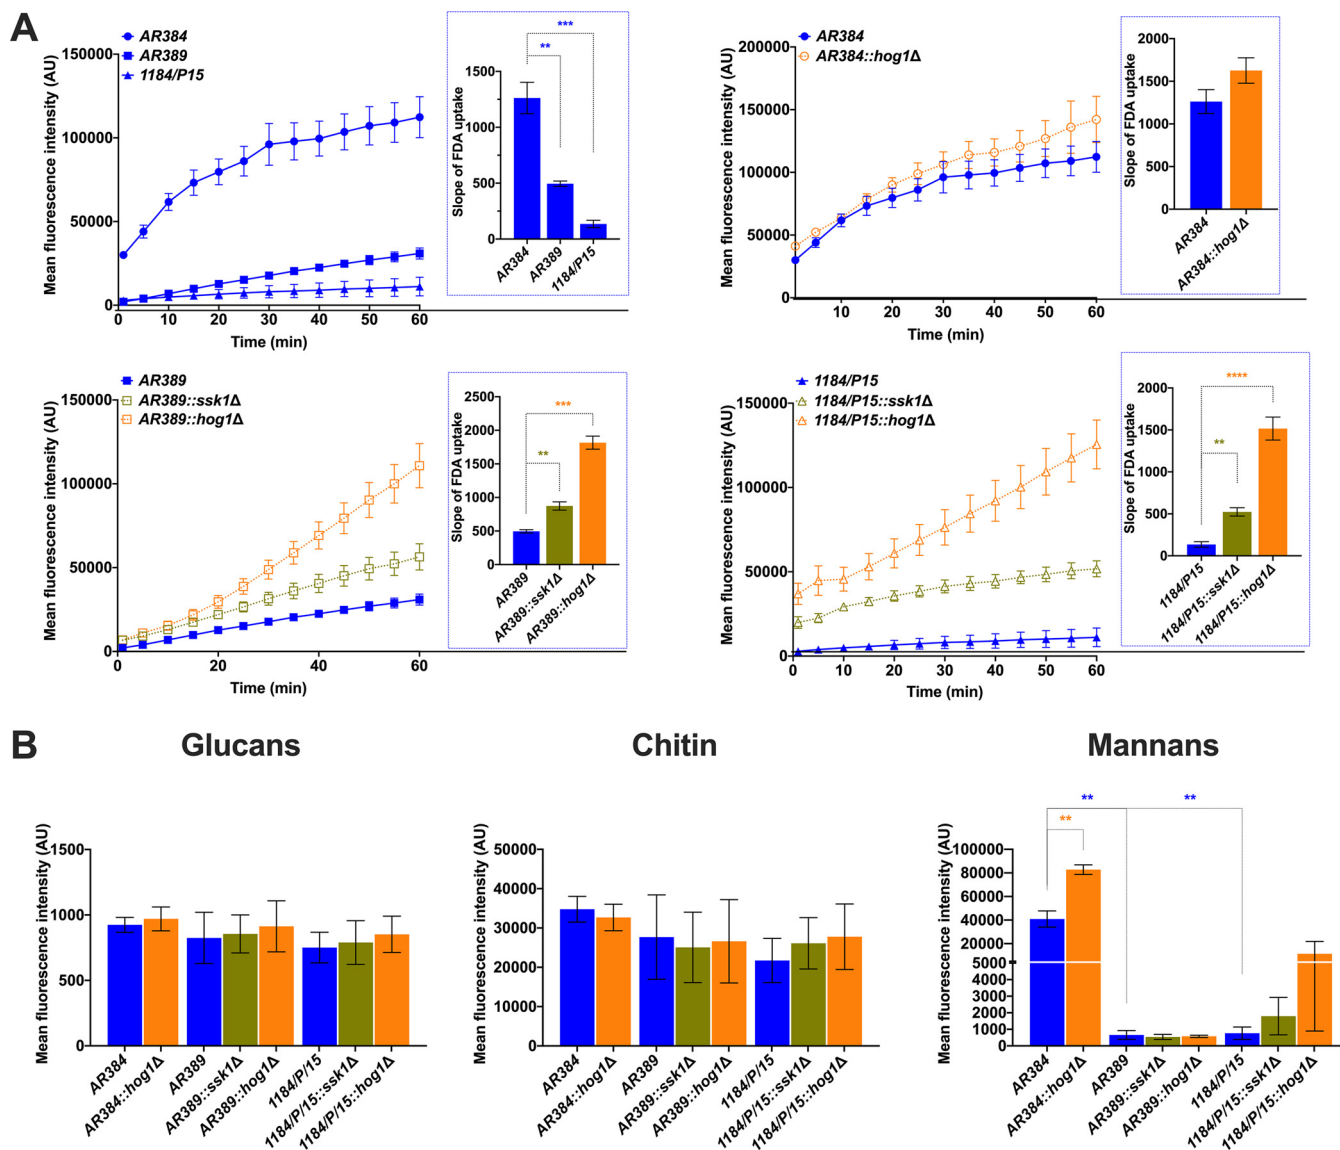 A
AR384
AR389
1184/P15
Mean fluorescence intensity (AU)
150000
100000
50000
0
0 10 20 30 40 50 60
Time (min)
***
**
Slope of FDA uptake
1500
1000
500
0
AR384
AR389
1184/P15
AR384
AR384::hog1Δ
Mean fluorescence intensity (AU)
200000
150000
100000
50000
0
10 20 30 40 50 60
Time (min)
Slope of FDA uptake
2000
1500
1000
500
0
AR384
AR384::hog1Δ
AR389
AR389::ssk1Δ
AR389::hog1Δ
Mean fluorescence intensity (AU)
150000
100000
50000
0
0 20 40 60
Time (min)
***
**
Slope of FDA uptake
2500
2000
1500
1000
500
0
AR389
AR389::ssk1Δ
AR389::hog1Δ
1184/P15
1184/P15::ssk1Δ
1184/P15::hog1Δ
Mean fluorescence intensity (AU)
150000
100000
50000
0
0 10 20 30 40 50 60
Time (min)
****
**
Slope of FDA uptake
2000
1500
1000
500
0
1184/P15
1184/P15::ssk1Δ
1184/P15::hog1Δ
B
Glucans
Mean fluorescence intensity (AU)
1500
1000
500
0
AR384
AR384::hog1Δ
AR389
AR389::ssk1Δ
AR389::hog1Δ
1184/P/15
1184/P/15::ssk1Δ
1184/P/15::hog1Δ
Chitin
Mean fluorescence intensity (AU)
50000
40000
30000
20000
10000
0
AR384
AR384::hog1Δ
AR389
AR389::ssk1Δ
AR389::hog1Δ
1184/P/15
1184/P/15::ssk1Δ
1184/P/15::hog1Δ
Mannans
**
**
**
Mean fluorescence intensity (AU)
100000
80000
60000
40000
20000
5000
4000
3000
2000
1000
0
AR384
AR384::hog1Δ
AR389
AR389::ssk1Δ
AR389::hog1Δ
1184/P/15
1184/P/15::ssk1Δ
1184/P/15::hog1Δ